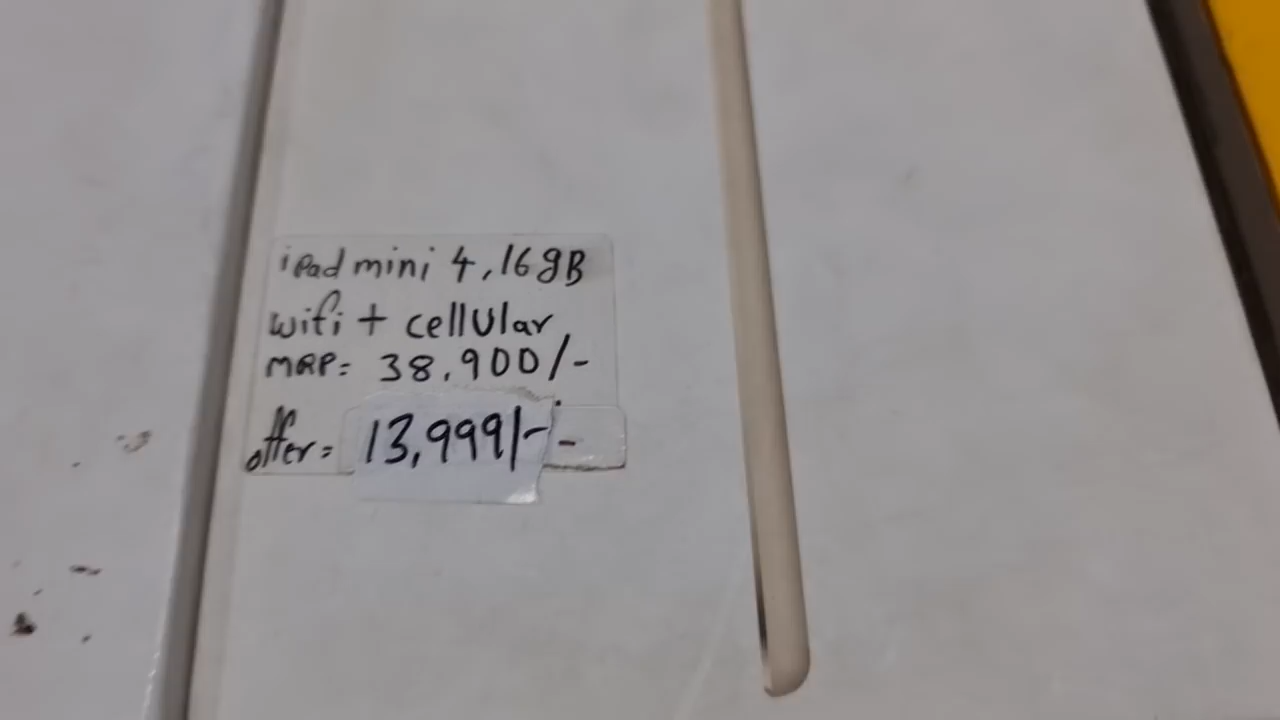 ipad mini 4,16gB
wifi + cellular
MRP= 38,900/-
offer= 13,999/- -